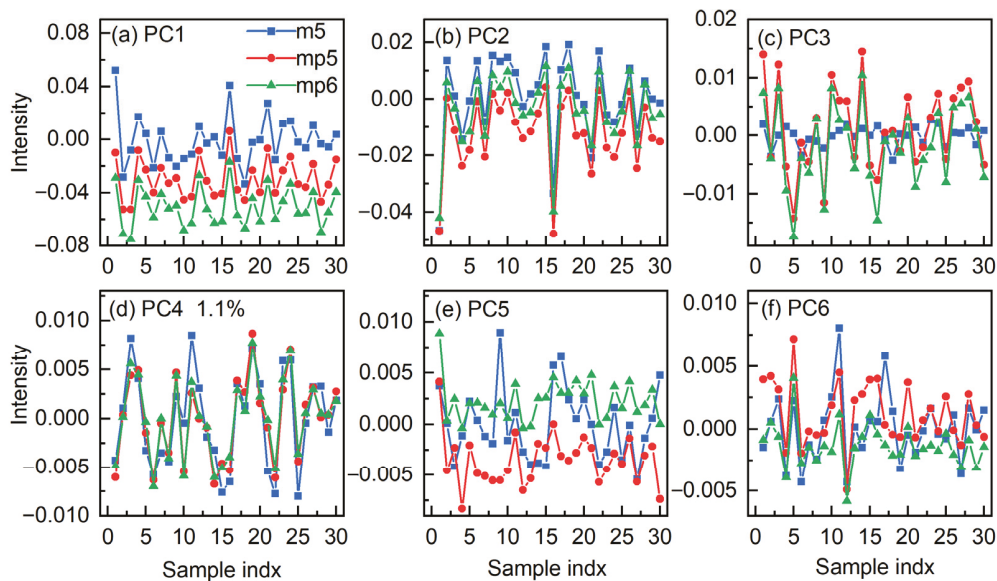 (a) PC1
m5
mp5
mp6
0.08
0.04
0.00
−0.04
−0.08
Intensity
0 5 10 15 20 25 30
(b) PC2
0.02
0.00
−0.02
−0.04
0 5 10 15 20 25 30
(c) PC3
0.02
0.01
0.00
−0.01
0 5 10 15 20 25 30
(d) PC4 1.1%
0.010
0.005
0.000
−0.005
−0.010
Intensity
0 5 10 15 20 25 30
Sample indx
(e) PC5
0.010
0.005
0.000
−0.005
0 5 10 15 20 25 30
Sample indx
(f) PC6
0.010
0.005
0.000
−0.005
0 5 10 15 20 25 30
Sample indx